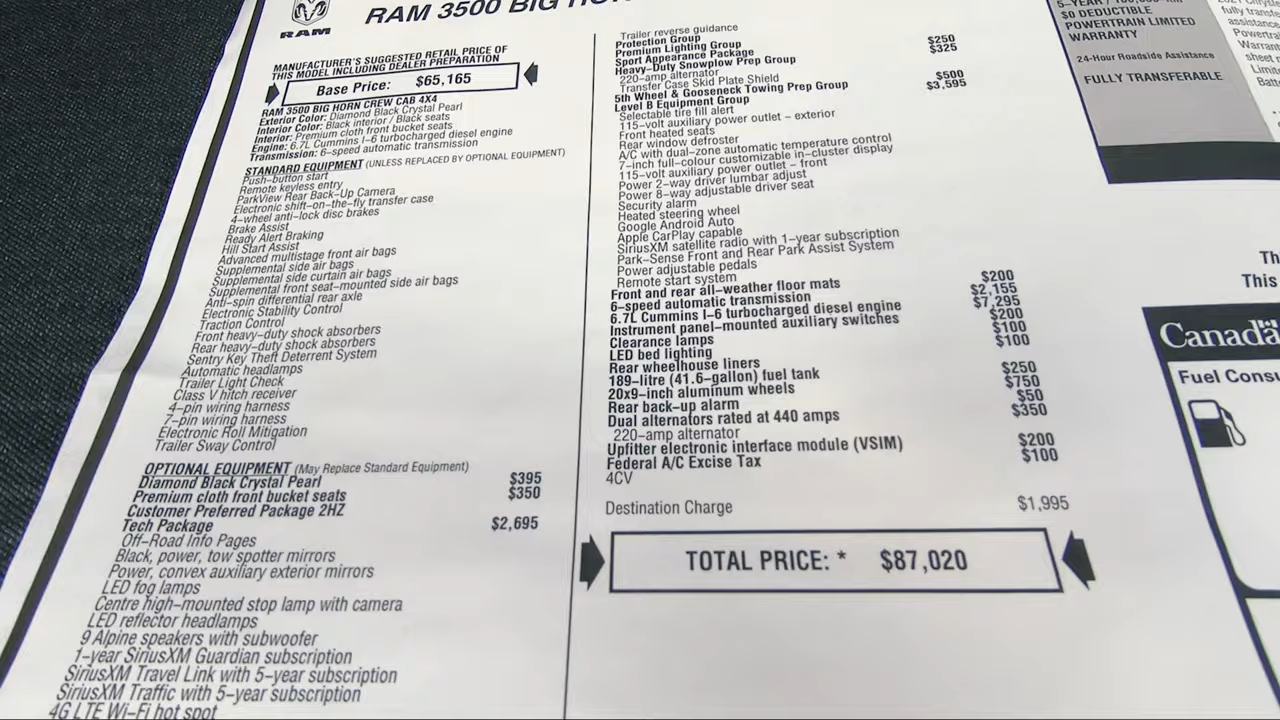 RAM
RAM 3500 BIG
MANUFACTURER'S SUGGESTED RETAIL PRICE OF
THIS MODEL INCLUDING DEALER PREPARATION
Base Price: $65,165
RAM 3500 BIG HORN CREW CAB 4X4
Exterior Color: Diamond Black Crystal Pearl
Interior Color: Black interior / Black seats
Interior: Premium cloth front bucket seats
Engine: 6.7L Cummins I-6 turbocharged diesel engine
Transmission: 6-speed automatic transmission
STANDARD EQUIPMENT (UNLESS REPLACED BY OPTIONAL EQUIPMENT)
Push-button start
Remote keyless entry
ParkView Rear Back-Up Camera
Electronic shift-on-the-fly transfer case
4-wheel anti-lock disc brakes
Brake Assist
Ready Alert Braking
Hill Start Assist
Advanced multistage front air bags
Supplemental side air bags
Supplemental side curtain air bags
Supplemental front seat-mounted side air bags
Anti-spin differential rear axle
Electronic Stability Control
Traction Control
Front heavy-duty shock absorbers
Rear heavy-duty shock absorbers
Sentry Key Theft Deterrent System
Automatic headlamps
Trailer Light Check
Class V hitch receiver
4-pin wiring harness
7-pin wiring harness
Electronic Roll Mitigation
Trailer Sway Control
OPTIONAL EQUIPMENT (May Replace Standard Equipment)
Diamond Black Crystal Pearl $395
Premium cloth front bucket seats $350
Customer Preferred Package 2HZ
Tech Package $2,695
Off-Road Info Pages
Black, power, tow spotter mirrors
Power, convex auxiliary exterior mirrors
LED fog lamps
Centre high-mounted stop lamp with camera
LED reflector headlamps
9 Alpine speakers with subwoofer
1-year SiriusXM Guardian subscription
SiriusXM Travel Link with 5-year subscription
SiriusXM Traffic with 5-year subscription
4G LTE Wi-Fi hot spot
Trailer reverse guidance
Protection Group $250
Premium Lighting Group $325
Sport Appearance Package
Heavy-Duty Snowplow Prep Group
220-amp alternator
Transfer Case Skid Plate Shield
5th Wheel & Gooseneck Towing Prep Group $500
Level B Equipment Group $3,595
Selectable tire fill alert
115-volt auxiliary power outlet - exterior
Front heated seats
Rear window defroster
A/C with dual-zone automatic temperature control
7-inch full-colour customizable in-cluster display
115-volt auxiliary power outlet - front
Power 2-way driver lumbar adjust
Power 8-way adjustable driver seat
Security alarm
Heated steering wheel
Google Android Auto
Apple CarPlay capable
SiriusXM satellite radio with 1-year subscription
Park-Sense Front and Rear Park Assist System
Power adjustable pedals
Remote start system
Front and rear all-weather floor mats $200
6-speed automatic transmission $2,155
6.7L Cummins I-6 turbocharged diesel engine $7,295
Instrument panel-mounted auxiliary switches $200
Clearance lamps $100
LED bed lighting $100
Rear wheelhouse liners
189-litre (41.6-gallon) fuel tank $250
20x9-inch aluminum wheels $750
Rear back-up alarm $50
Dual alternators rated at 440 amps $350
220-amp alternator
Upfitter electronic interface module (VSIM) $200
Federal A/C Excise Tax $100
4CV
Destination Charge $1,995
TOTAL PRICE: * $87,020
$0 DEDUCTIBLE
POWERTRAIN LIMITED
WARRANTY
24-Hour Roadside Assistance
FULLY TRANSFERABLE
fully
This
Canada
Fuel